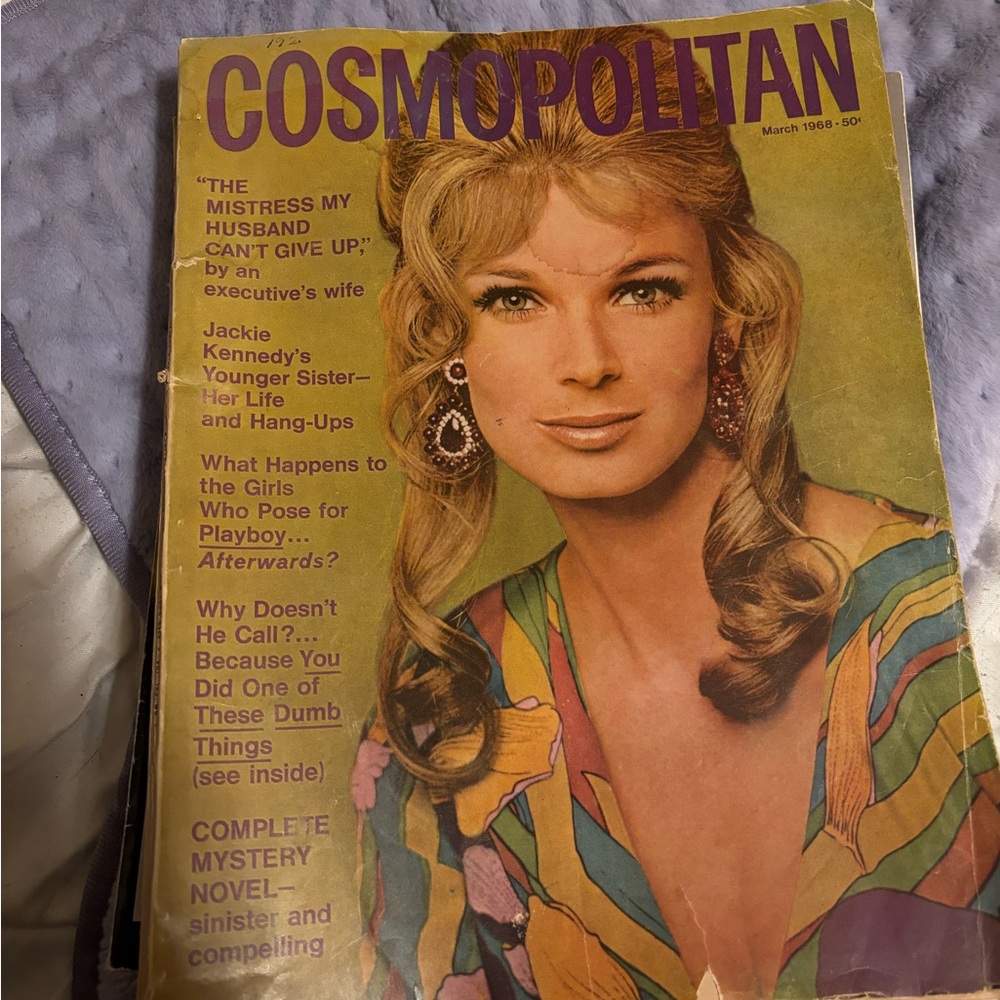 192
COSMOPOLITAN
March 1968 · 50¢
“THE
MISTRESS MY
HUSBAND
CAN’T GIVE UP,”
by an
executive’s wife
Jackie
Kennedy’s
Younger Sister—
Her Life
and Hang-Ups
What Happens to
the Girls
Who Pose for
Playboy...
Afterwards?
Why Doesn’t
He Call?...
Because You
Did One of
These Dumb
Things
(see inside)
COMPLETE
MYSTERY
NOVEL—
sinister and
compelling